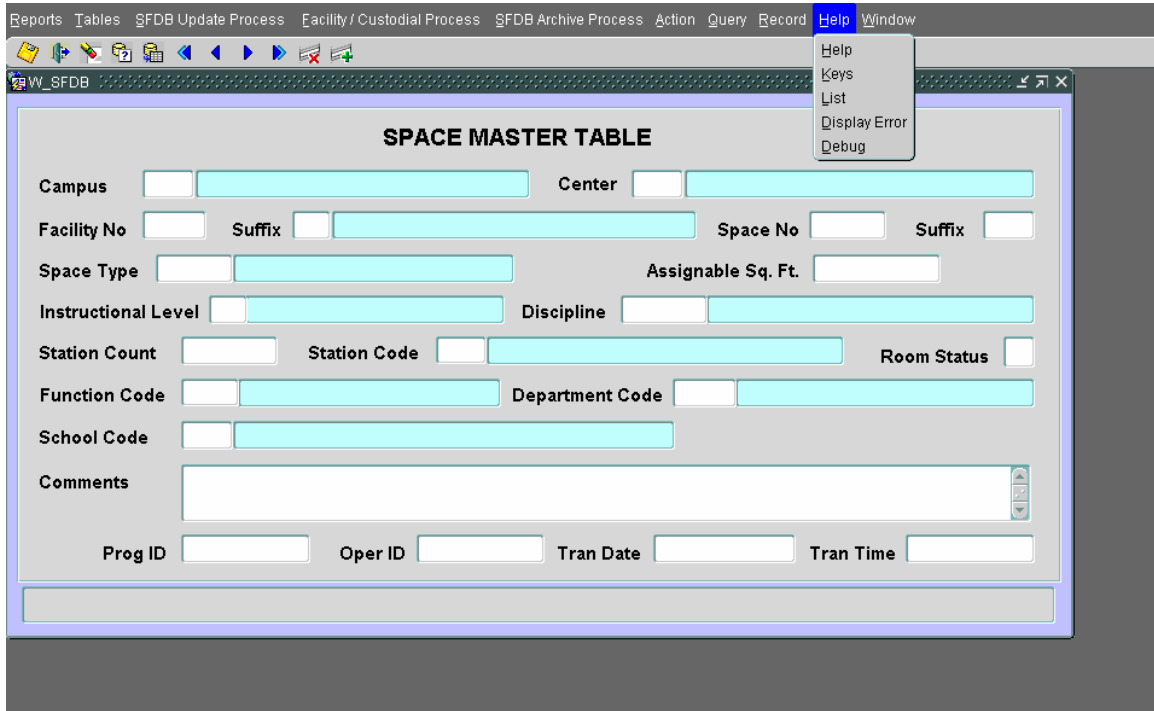 Reports Tables SFDB Update Process Facility / Custodial Process SFDB Archive Process Action Query Record Help Window
Help
Keys
List
Display Error
Debug
W_SFDB
SPACE MASTER TABLE
Campus Center
Facility No Suffix Space No Suffix
Space Type Assignable Sq. Ft.
Instructional Level Discipline
Station Count Station Code Room Status
Function Code Department Code
School Code
Comments
Prog ID Oper ID Tran Date Tran Time